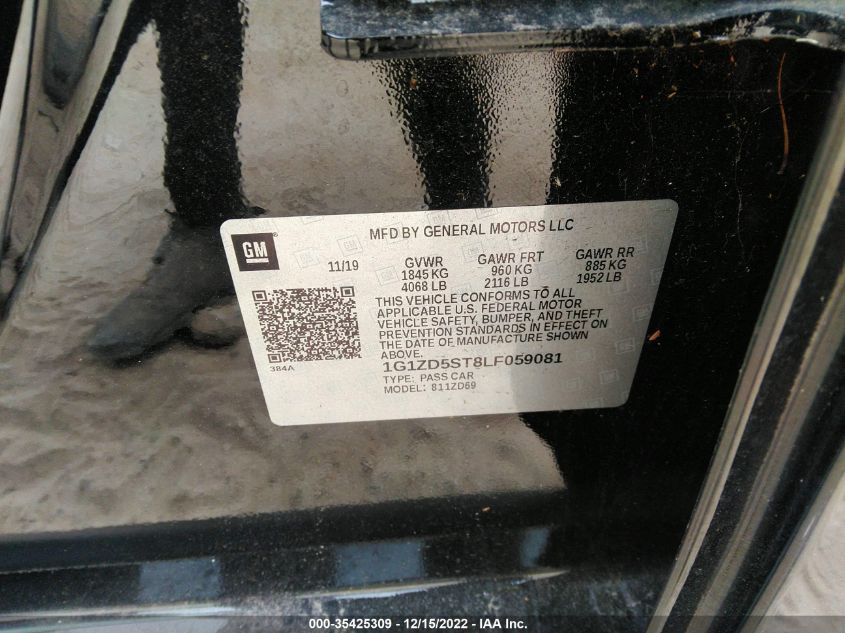 GM
MFD BY GENERAL MOTORS LLC
11/19
GVWR GAWR FRT GAWR RR
1845 KG 960 KG 885 KG
4068 LB 2116 LB 1952 LB
THIS VEHICLE CONFORMS TO ALL
APPLICABLE U.S. FEDERAL MOTOR
VEHICLE SAFETY, BUMPER, AND THEFT
PREVENTION STANDARDS IN EFFECT ON
THE DATE OF MANUFACTURE SHOWN
ABOVE.
384A
1G1ZD5ST8LF059081
TYPE: PASS CAR
MODEL: 811ZD69
000-35425309 - 12/15/2022 - IAA Inc.